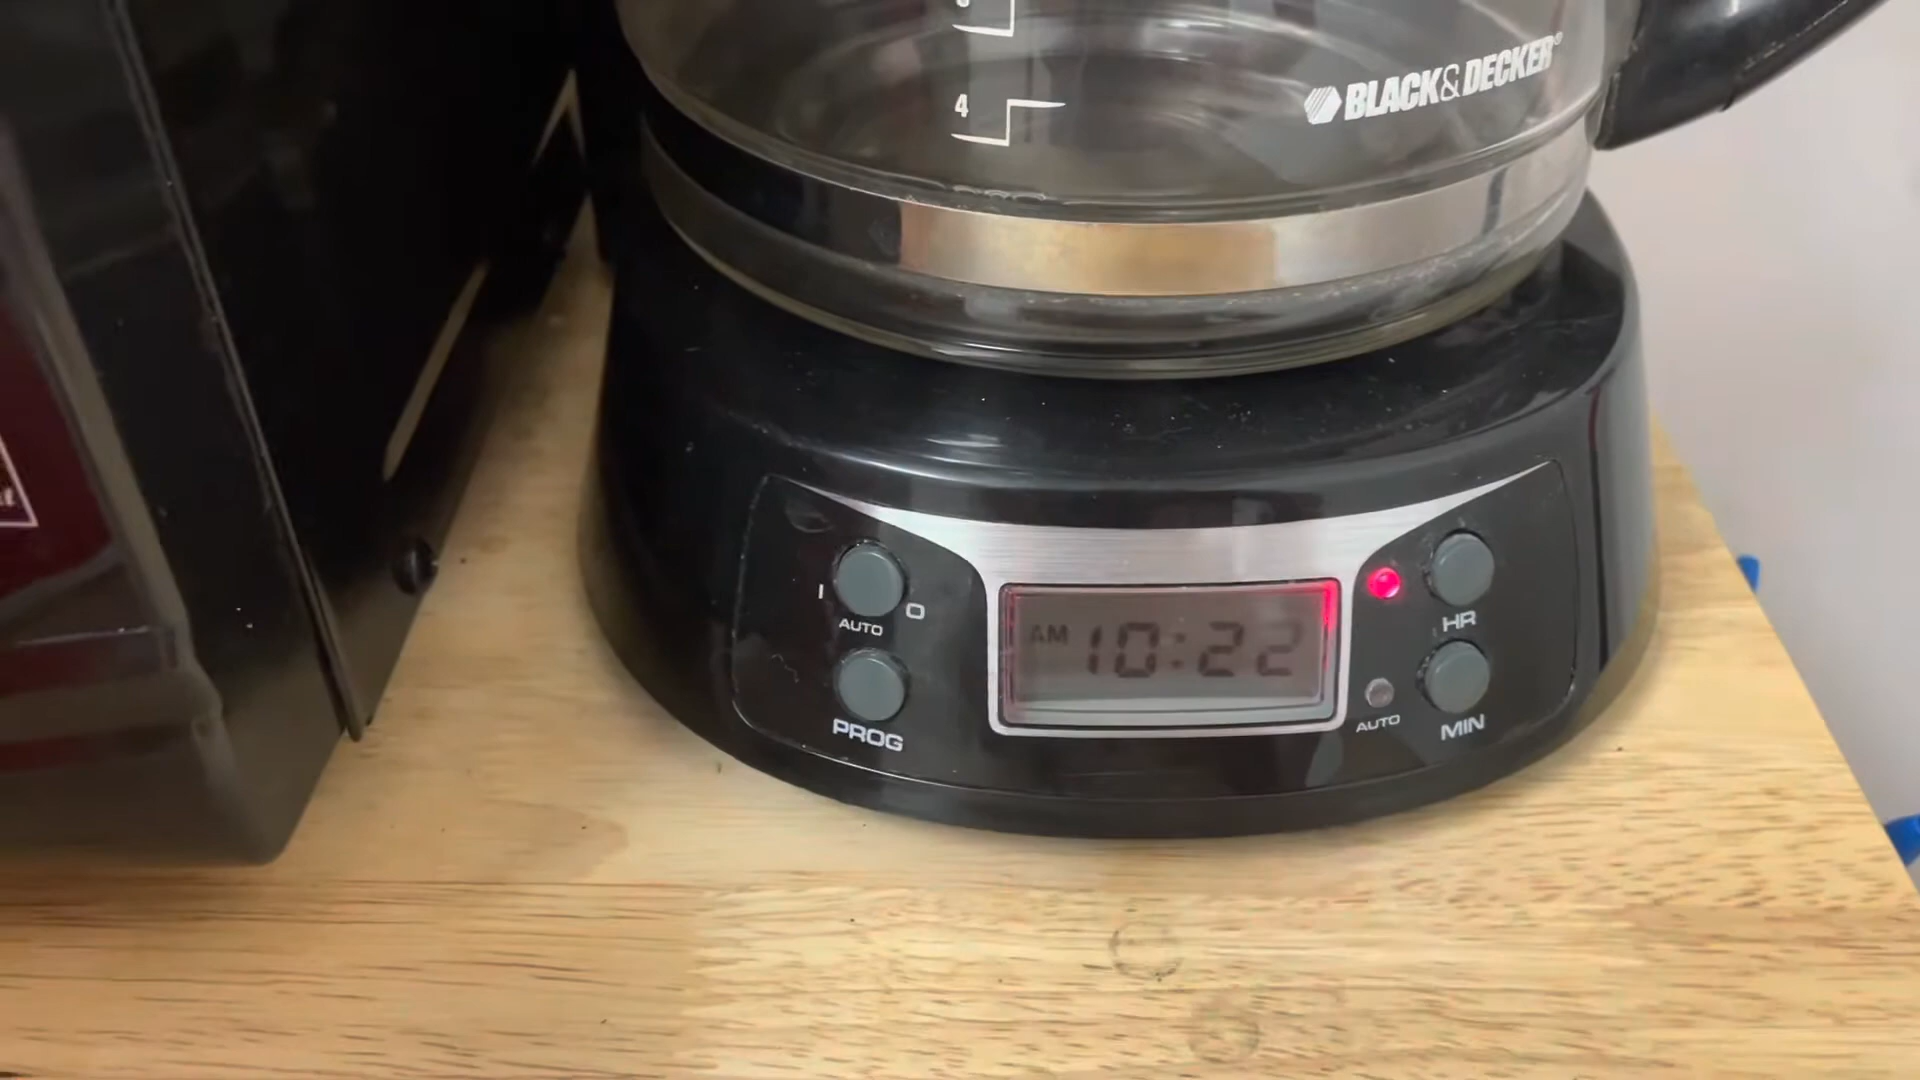 4
BLACK&DECKER®
I
O
AUTO
PROG
AM 10:22
HR
AUTO
MIN